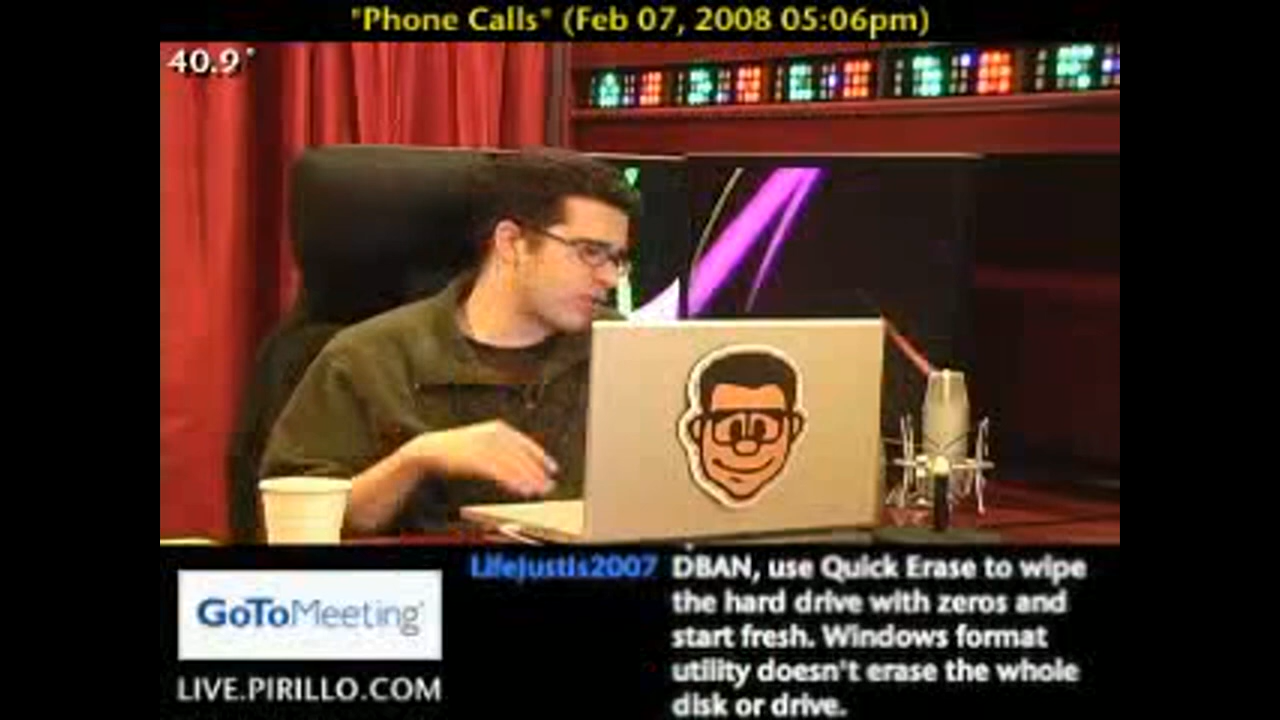 "Phone Calls" (Feb 07, 2008 05:06pm)
40.9°
LifeJustIs2007
DBAN, use Quick Erase to wipe
the hard drive with zeros and
start fresh. Windows format
utility doesn't erase the whole
disk or drive.
GoToMeeting
LIVE.PIRILLO.COM